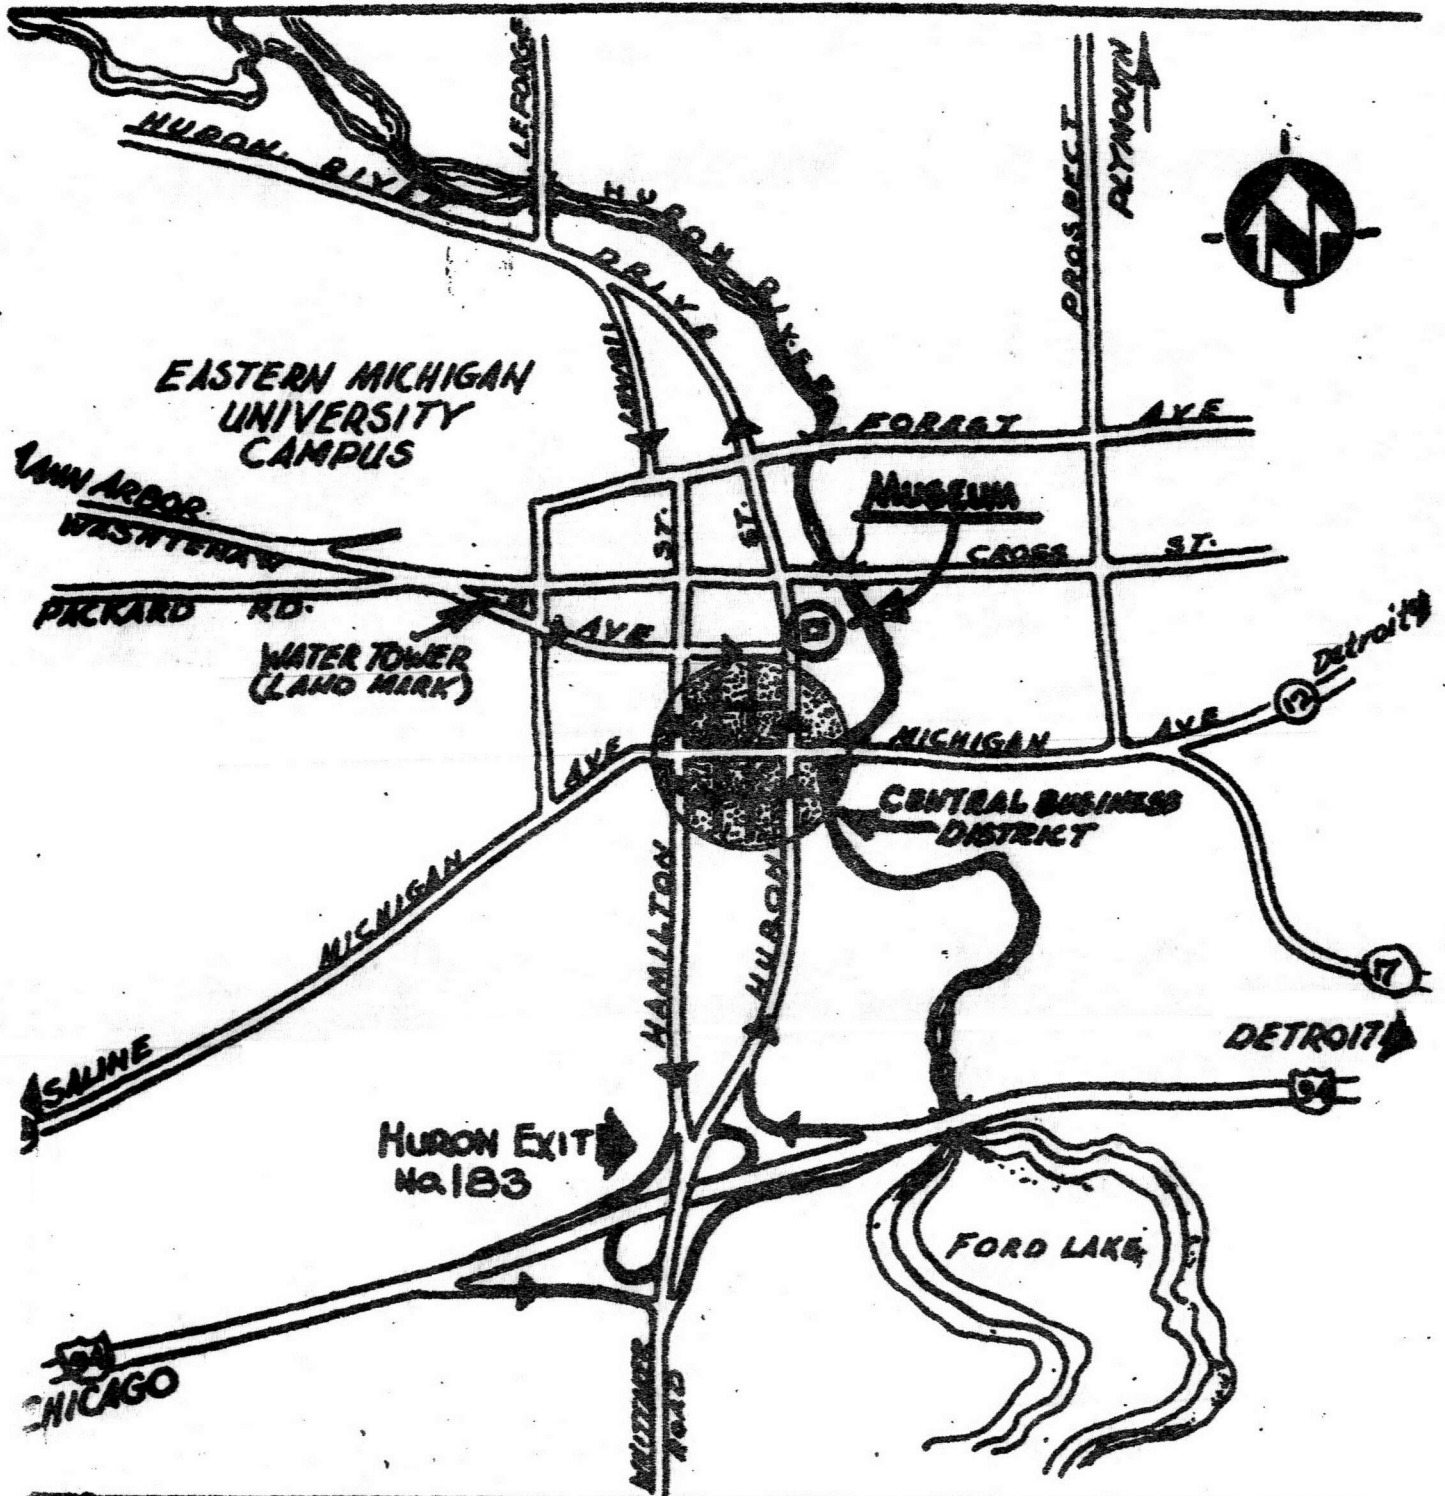 LEFORGE
PLYMOUTH
PROSPECT
HURON RIVER
DRIVE
HURON RIVER
N
LOWELL
EASTERN MICHIGAN
UNIVERSITY
CAMPUS
FOREST AVE
ANN ARBOR
WASHTENAW
MUSEUM
ST.
ST.
CROSS ST.
PACKARD RD.
AVE
WATER TOWER
(LAND MARK)
Detroit
12
MICHIGAN AVE
AVE
CENTRAL BUSINESS
DISTRICT
MICHIGAN
HAMILTON
HURON
17
SALINE
DETROIT
94
HURON EXIT
No. 183
FORD LAKE
94
CHICAGO
WHITTAKER
ROAD